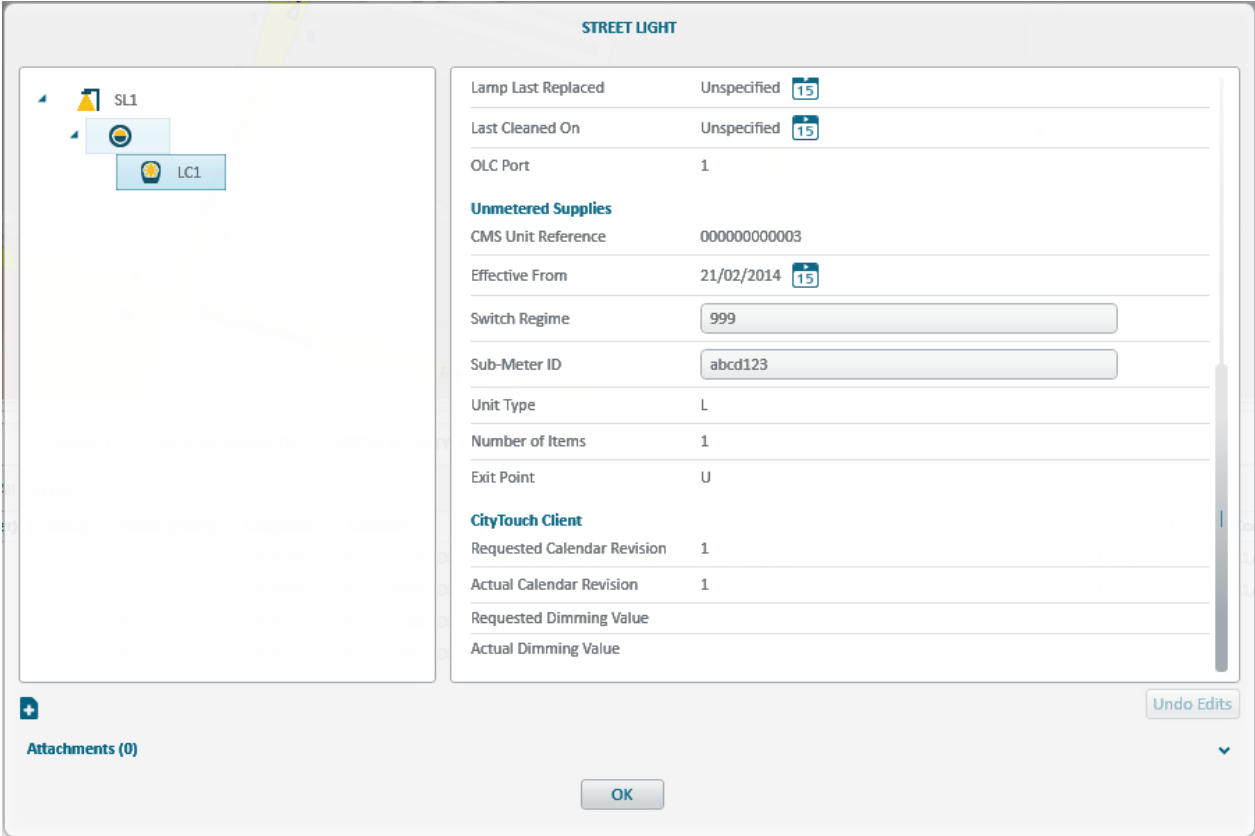 STREET LIGHT
SL1
LC1
Lamp Last Replaced Unspecified 15
Last Cleaned On Unspecified 15
OLC Port 1
Unmetered Supplies
CMS Unit Reference 000000000003
Effective From 21/02/2014 15
Switch Regime 999
Sub-Meter ID abcd123
Unit Type L
Number of Items 1
Exit Point U
CityTouch Client
Requested Calendar Revision 1
Actual Calendar Revision 1
Requested Dimming Value
Actual Dimming Value
Undo Edits
Attachments (0)
OK